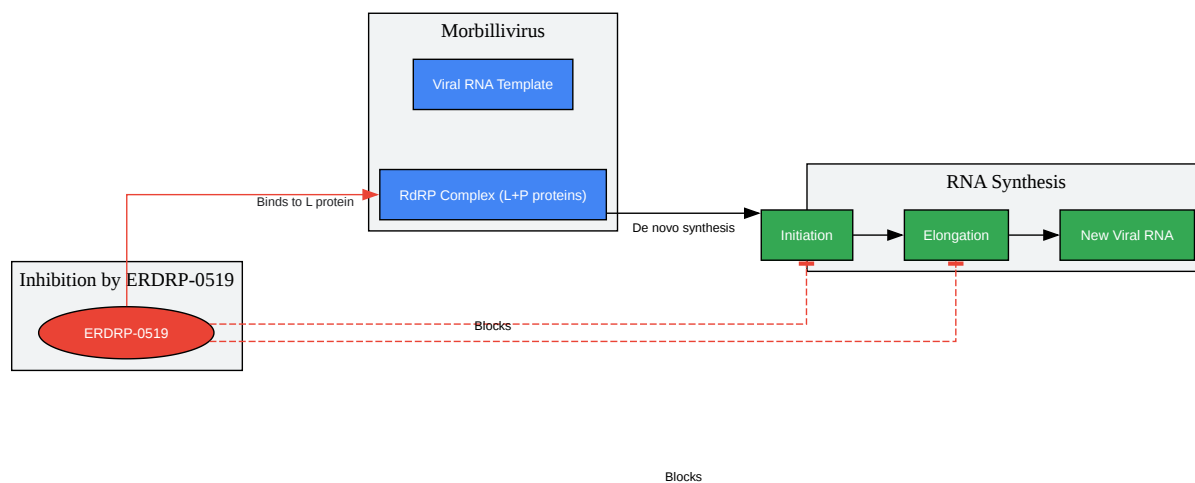 Morbillivirus
Viral RNA Template
RdRP Complex (L+P proteins)
Binds to L protein
De novo synthesis
RNA Synthesis
Initiation
Elongation
New Viral RNA
Inhibition by ERDRP-0519
ERDRP-0519
Blocks
Blocks